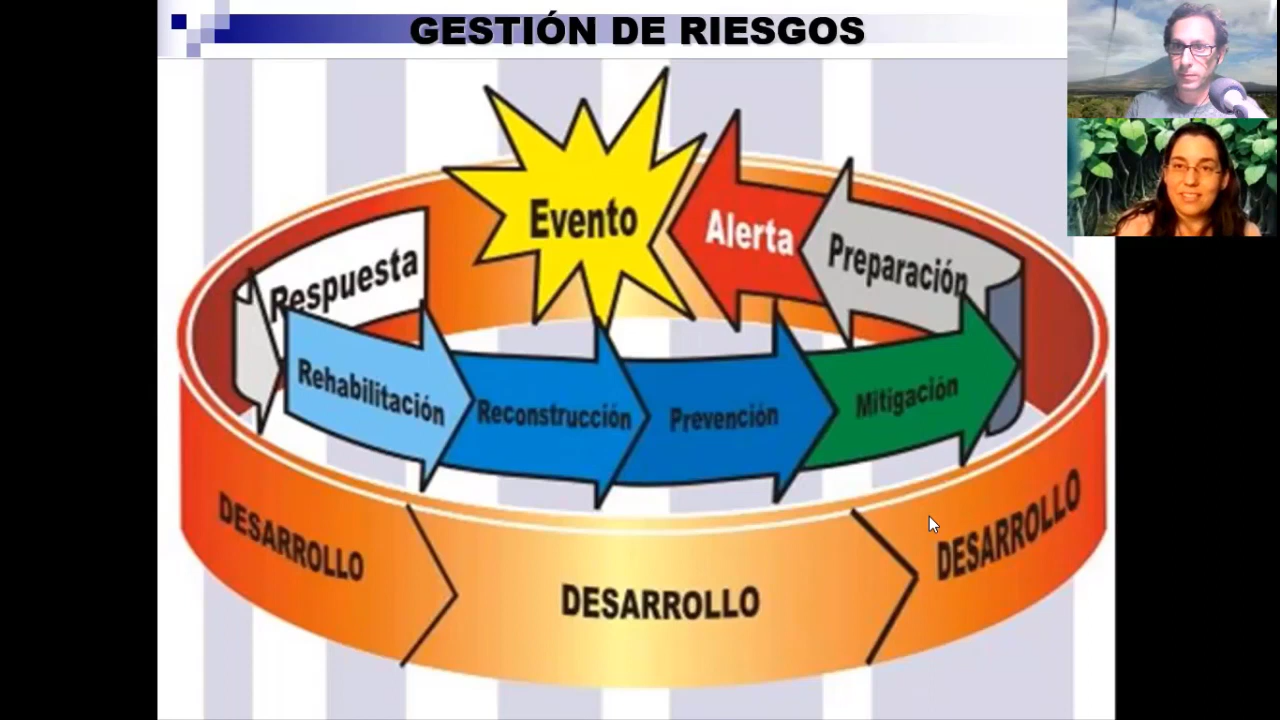 GESTIÓN DE RIESGOS
Evento
Alerta
Preparación
Respuesta
Rehabilitación
Reconstrucción
Prevención
Mitigación
DESARROLLO
DESARROLLO
DESARROLLO